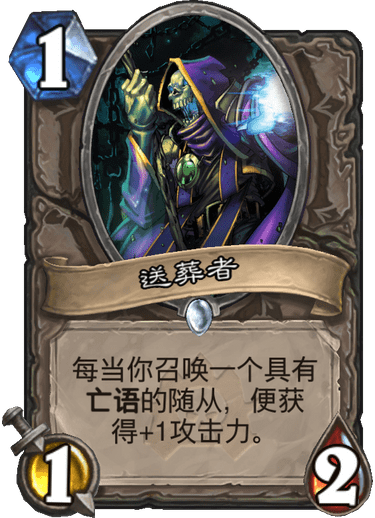 1
送葬者
每当你召唤一个具有
亡语的随从，便获
得+1攻击力。
1
2